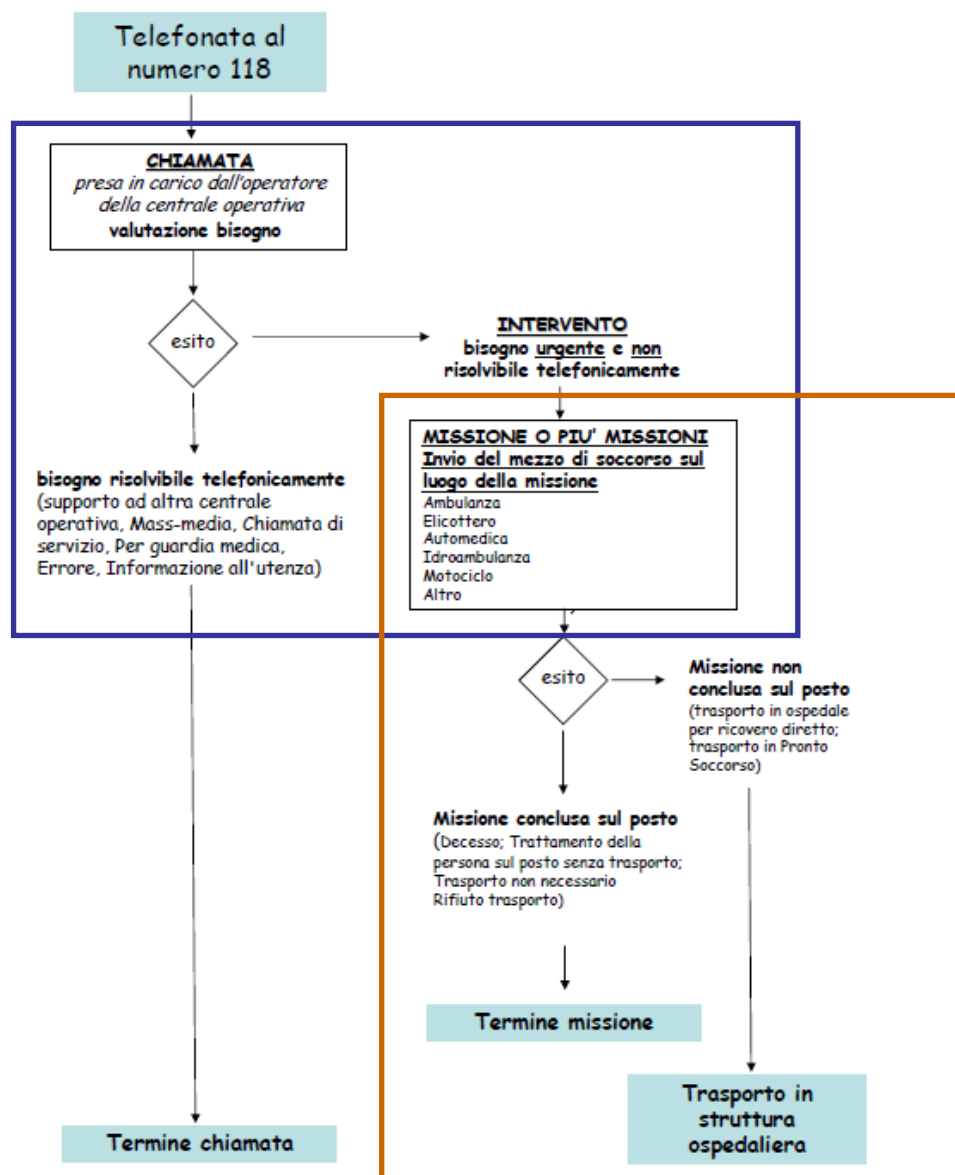 Telefonata al
numero 118
CHIAMATA
presa in carico dall'operatore
della centrale operativa
valutazione bisogno
esito
INTERVENTO
bisogno urgente e non
risolvibile telefonicamente
MISSIONE O PIU' MISSIONI
Invio del mezzo di soccorso sul
luogo della missione
Ambulanza
Elicottero
Automedica
Idroambulanza
Motociclo
Altro
bisogno risolvibile telefonicamente
(supporto ad altra centrale
operativa, Mass-media, Chiamata di
servizio, Per guardia medica,
Errore, Informazione all'utenza)
esito
Missione non
conclusa sul posto
(trasporto in ospedale
per ricovero diretto;
trasporto in Pronto
Soccorso)
Missione conclusa sul posto
(Decesso; Trattamento della
persona sul posto senza trasporto;
Trasporto non necessario
Rifiuto trasporto)
Termine missione
Trasporto in
struttura
ospedaliera
Termine chiamata